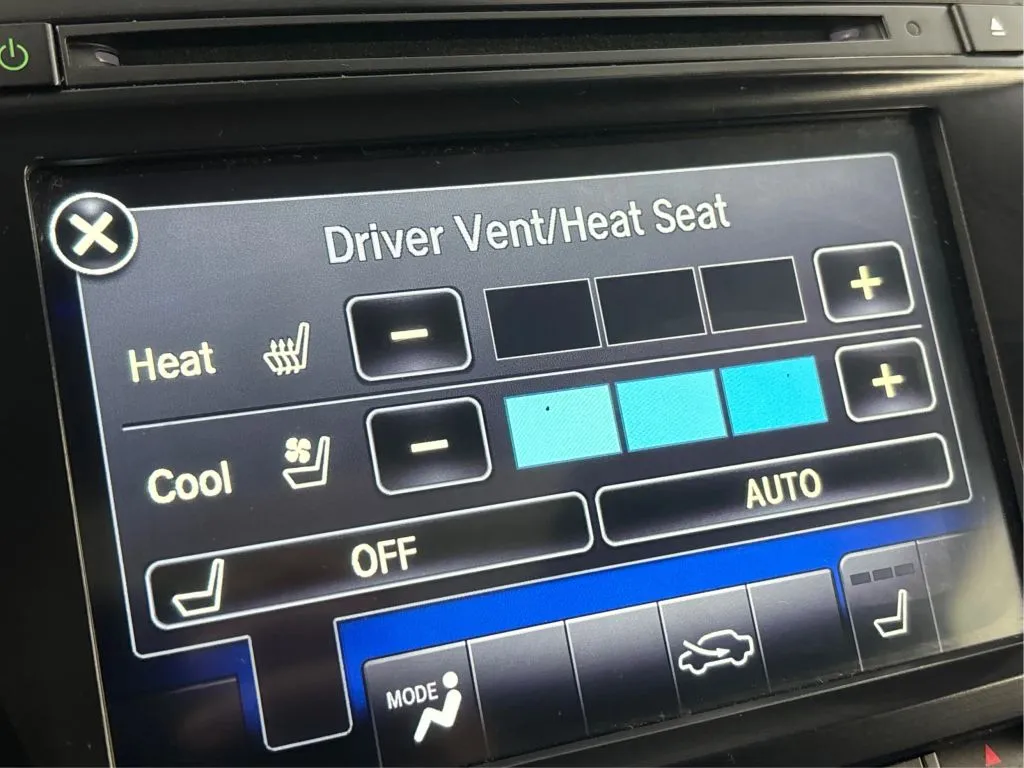 Driver Vent/Heat Seat
Heat
Cool
OFF
AUTO
MODE